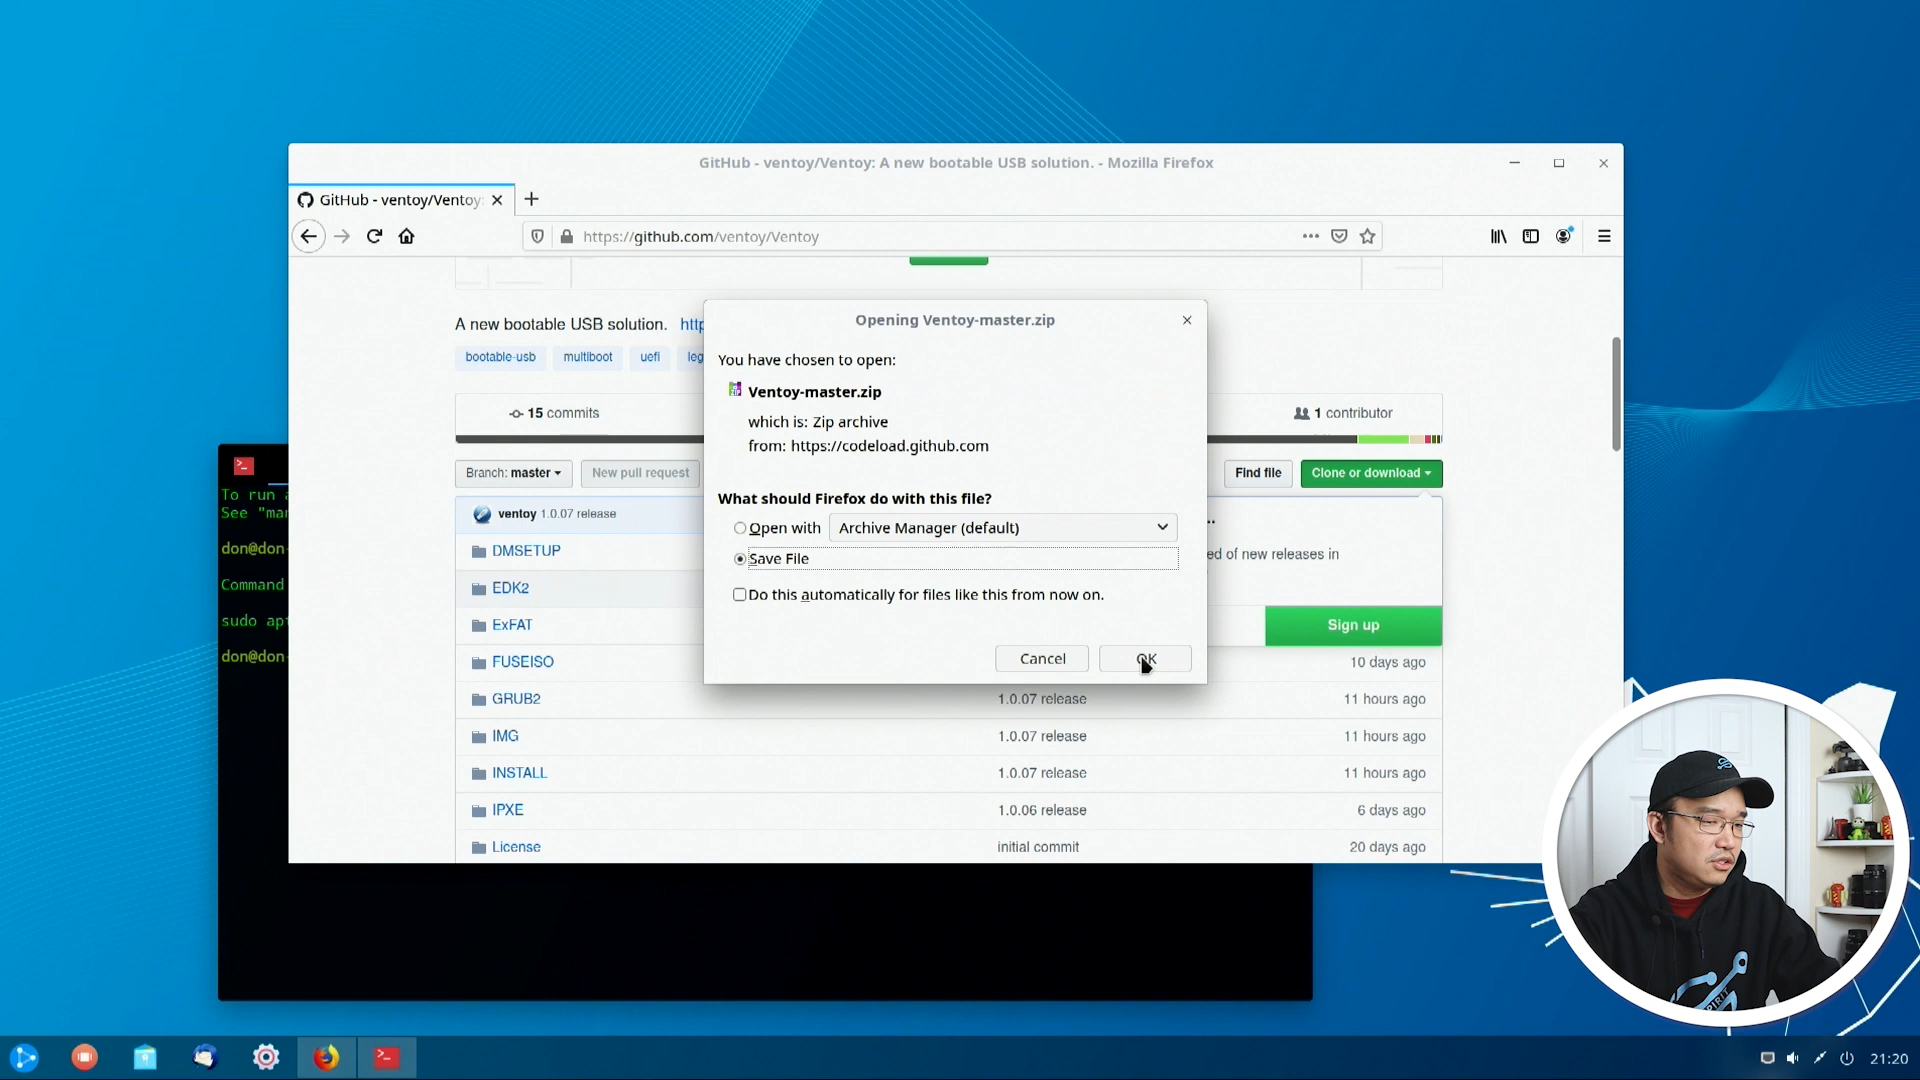 GitHub - ventoy/Ventoy: A new bootable USB solution. - Mozilla Firefox
GitHub - ventoy/Ventoy:
https://github.com/ventoy/Ventoy
A new bootable USB solution. http
bootable-usb multiboot uefi leg
15 commits
1 contributor
Branch: master
New pull request
Find file
Clone or download
Opening Ventoy-master.zip
You have chosen to open:
Ventoy-master.zip
which is: Zip archive
from: https://codeload.github.com
What should Firefox do with this file?
Open with Archive Manager (default)
Save File
Do this automatically for files like this from now on.
Cancel
OK
ventoy 1.0.07 release
..
ed of new releases in
Sign up
DMSETUP
EDK2
ExFAT
FUSEISO 10 days ago
GRUB2 1.0.07 release 11 hours ago
IMG 1.0.07 release 11 hours ago
INSTALL 1.0.07 release 11 hours ago
IPXE 1.0.06 release 6 days ago
License initial commit 20 days ago
To run a
See "man
don@don-
Command
sudo apt
don@don-
21:20